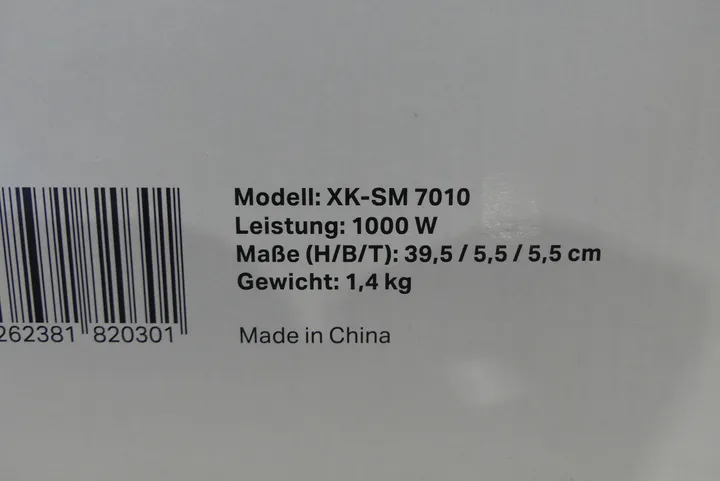 Modell: XK-SM 7010
Leistung: 1000 W
Maße (H/B/T): 39,5 / 5,5 / 5,5 cm
Gewicht: 1,4 kg
262381 820301
Made in China